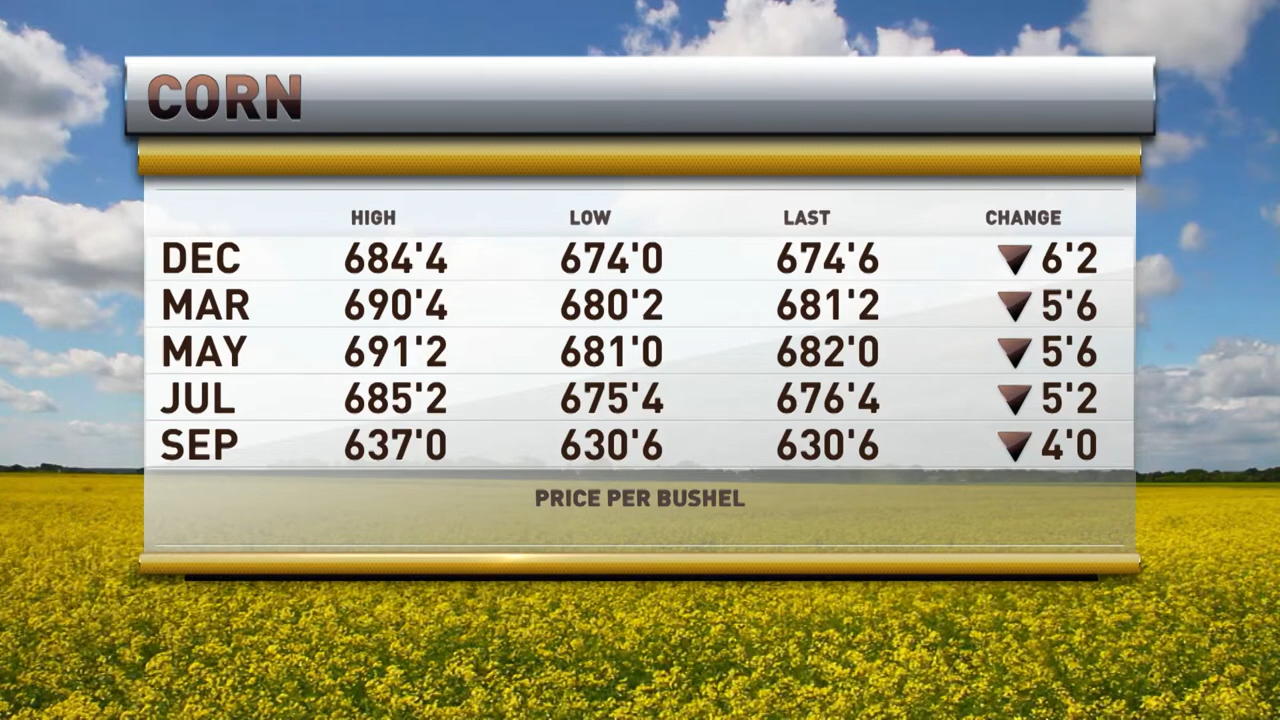 CORN
HIGH LOW LAST CHANGE
DEC 684'4 674'0 674'6 ▼ 6'2
MAR 690'4 680'2 681'2 ▼ 5'6
MAY 691'2 681'0 682'0 ▼ 5'6
JUL 685'2 675'4 676'4 ▼ 5'2
SEP 637'0 630'6 630'6 ▼ 4'0
PRICE PER BUSHEL